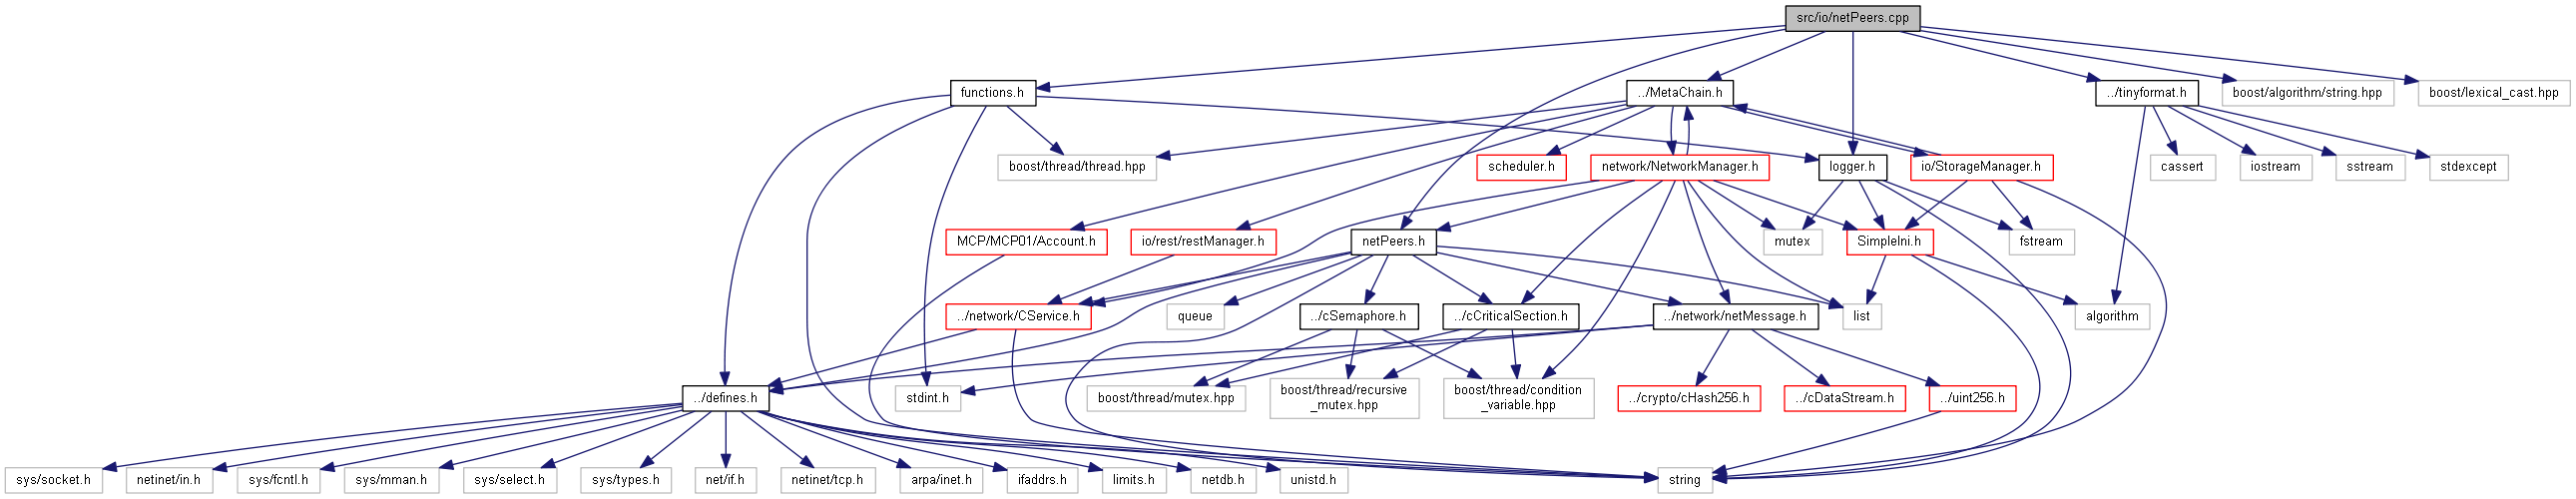 src/io/netPeers.cpp
functions.h
../MetaChain.h
../tinyformat.h
boost/algorithm/string.hpp
boost/lexical_cast.hpp
boost/thread/thread.hpp
scheduler.h
network/NetworkManager.h
logger.h
io/StorageManager.h
cassert
iostream
sstream
stdexcept
MCP/MCP01/Account.h
io/rest/restManager.h
netPeers.h
mutex
SimpleIni.h
fstream
../network/CService.h
queue
../cSemaphore.h
../cCriticalSection.h
../network/netMessage.h
list
algorithm
../defines.h
stdint.h
boost/thread/mutex.hpp
boost/thread/recursive
_mutex.hpp
boost/thread/condition
_variable.hpp
../crypto/cHash256.h
../cDataStream.h
../uint256.h
sys/socket.h
netinet/in.h
sys/fcntl.h
sys/mman.h
sys/select.h
sys/types.h
net/if.h
netinet/tcp.h
arpa/inet.h
ifaddrs.h
limits.h
netdb.h
unistd.h
string